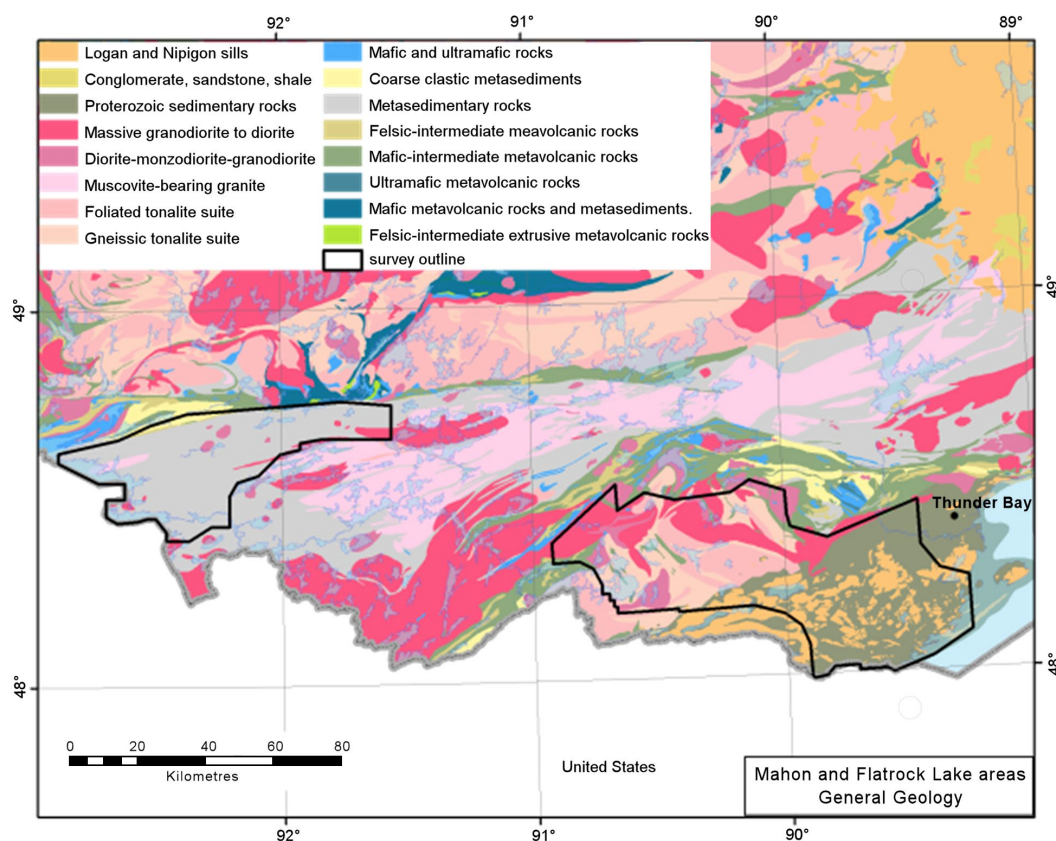 92° 91° 90° 89°
Logan and Nipigon sills
Conglomerate, sandstone, shale
Proterozoic sedimentary rocks
Massive granodiorite to diorite
Diorite-monzodiorite-granodiorite
Muscovite-bearing granite
Foliated tonalite suite
Gneissic tonalite suite
Mafic and ultramafic rocks
Coarse clastic metasediments
Metasedimentary rocks
Felsic-intermediate meavolcanic rocks
Mafic-intermediate metavolcanic rocks
Ultramafic metavolcanic rocks
Mafic metavolcanic rocks and metasediments.
Felsic-intermediate extrusive metavolcanic rocks
survey outline
49°
49°
Thunder Bay
48°
48°
0 20 40 60 80
Kilometres
United States
Mahon and Flatrock Lake areas
General Geology
92° 91° 90°